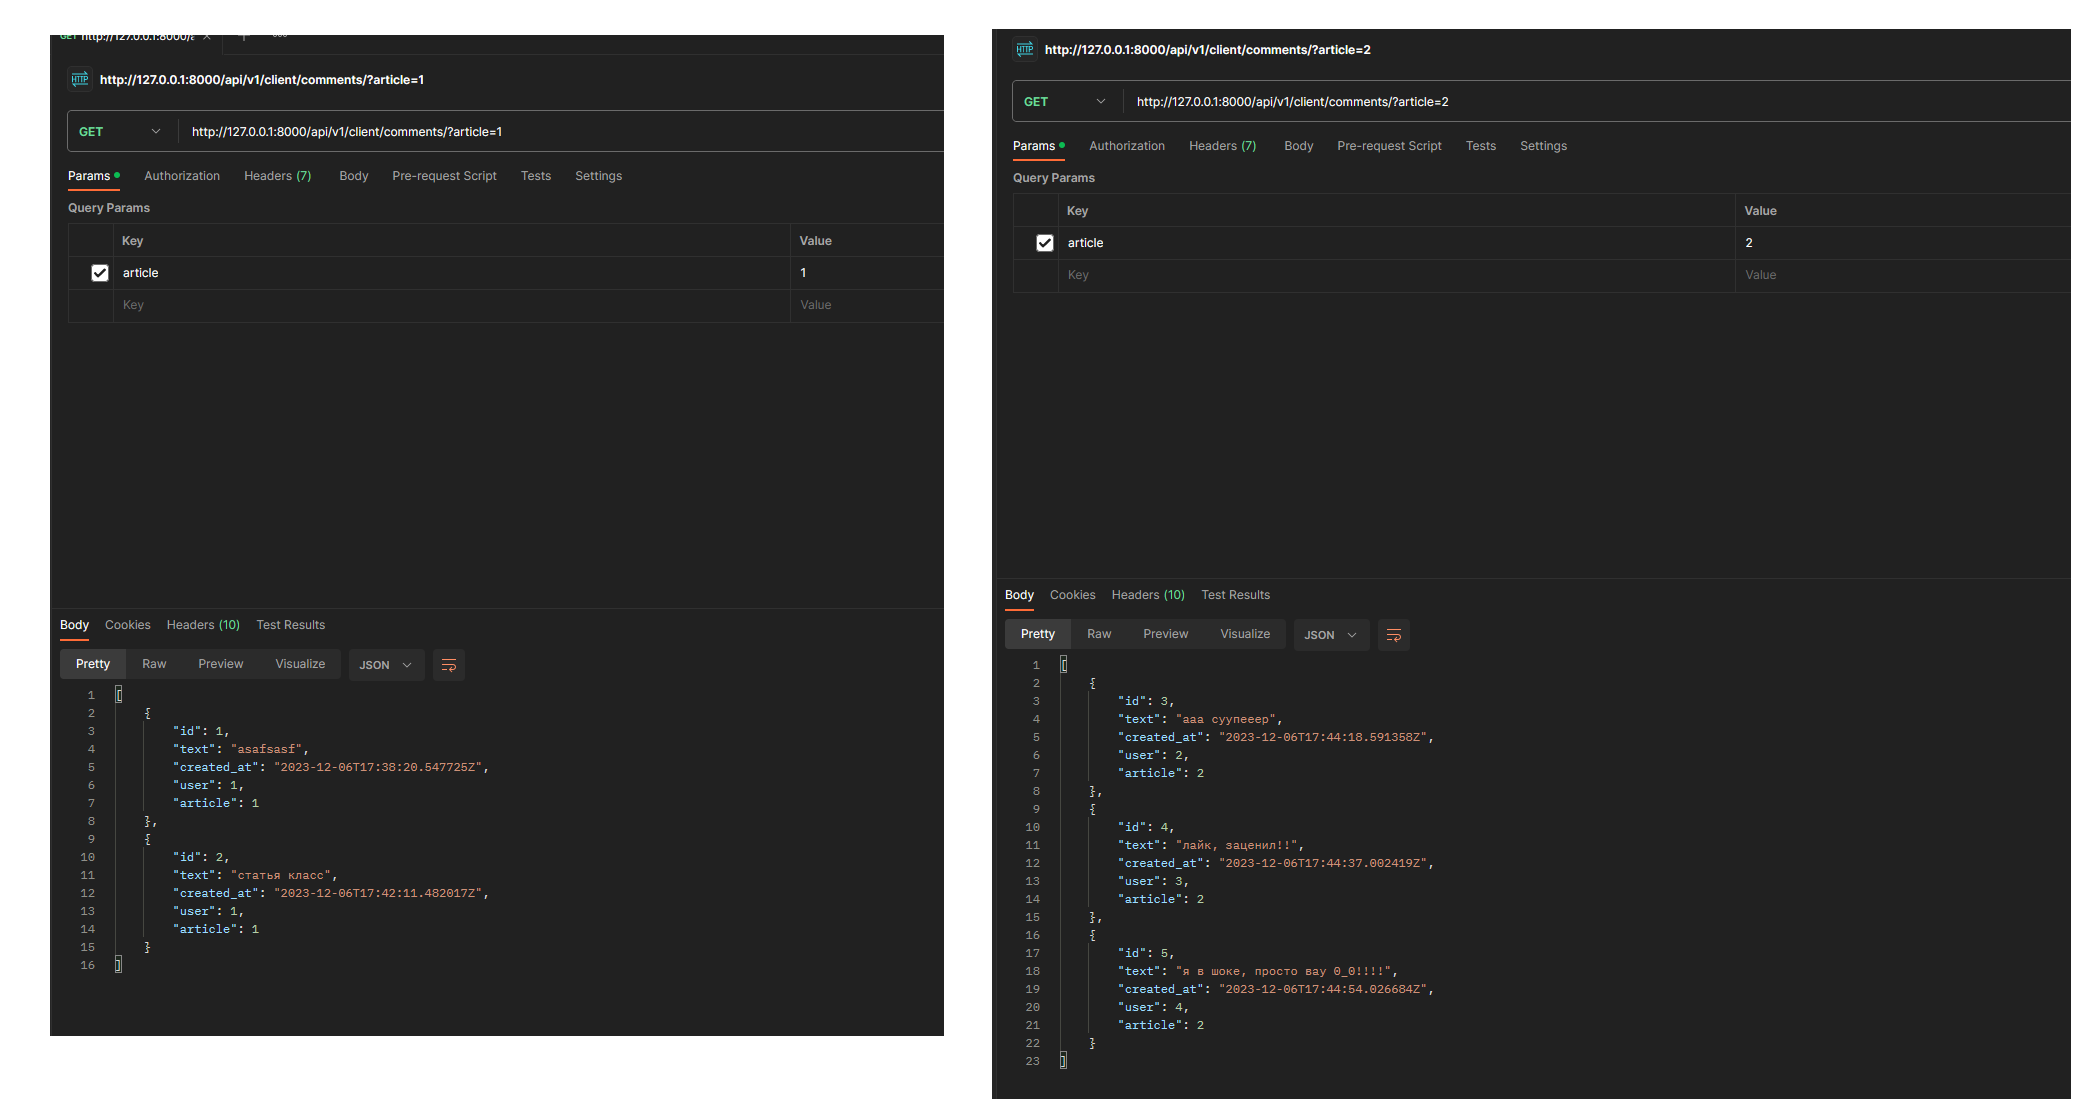 GET http://127.0.0.1:8000/a
http://127.0.0.1:8000/api/v1/client/comments/?article=1
GET http://127.0.0.1:8000/api/v1/client/comments/?article=1
Params Authorization Headers (7) Body Pre-request Script Tests Settings
Query Params
Key Value
article 1
Key Value
Body Cookies Headers (10) Test Results
Pretty Raw Preview Visualize JSON
1 [
2 {
3 "id": 1,
4 "text": "asafsasf",
5 "created_at": "2023-12-06T17:38:20.547725Z",
6 "user": 1,
7 "article": 1
8 },
9 {
10 "id": 2,
11 "text": "статья класс",
12 "created_at": "2023-12-06T17:42:11.482017Z",
13 "user": 1,
14 "article": 1
15 }
16 ]
HTTP http://127.0.0.1:8000/api/v1/client/comments/?article=2
GET http://127.0.0.1:8000/api/v1/client/comments/?article=2
Params Authorization Headers (7) Body Pre-request Script Tests Settings
Query Params
Key Value
article 2
Key Value
Body Cookies Headers (10) Test Results
Pretty Raw Preview Visualize JSON
1 [
2 {
3 "id": 3,
4 "text": "ааа суупееер",
5 "created_at": "2023-12-06T17:44:18.591358Z",
6 "user": 2,
7 "article": 2
8 },
9 {
10 "id": 4,
11 "text": "лайк, заценил!!",
12 "created_at": "2023-12-06T17:44:37.002419Z",
13 "user": 3,
14 "article": 2
15 },
16 {
17 "id": 5,
18 "text": "я в шоке, просто вау 0_0!!!!",
19 "created_at": "2023-12-06T17:44:54.026684Z",
20 "user": 4,
21 "article": 2
22 }
23 ]